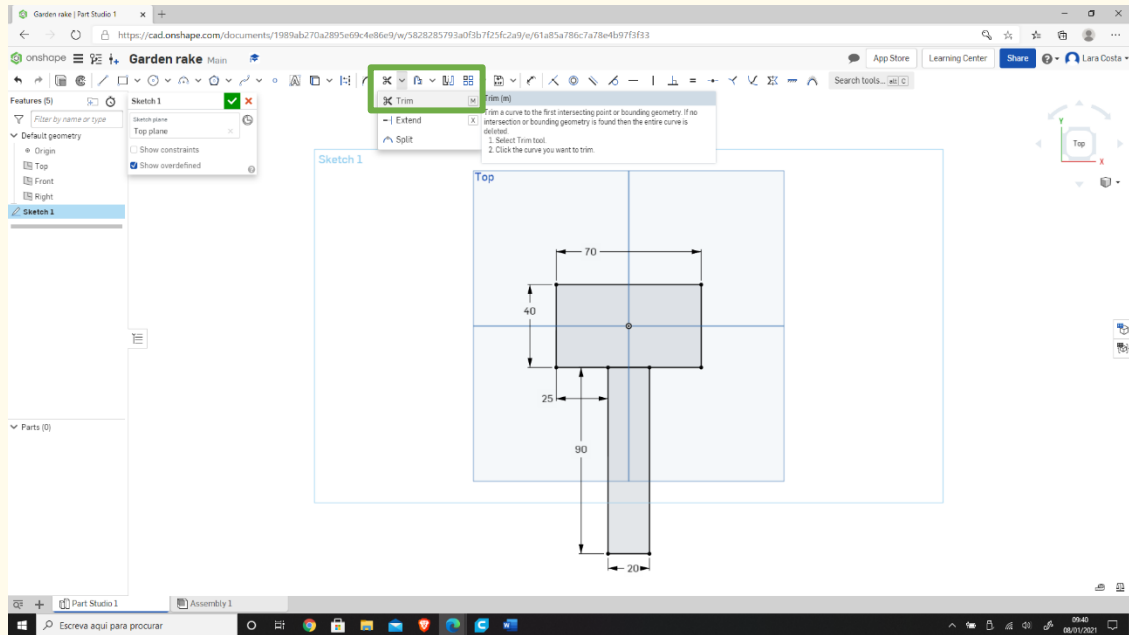 Garden rake | Part Studio 1
https://cad.onshape.com/documents/1989ab270a2895e69c4e86e9/w/5828285793a0f3b7f25fc2a9/e/61a85a786c7a78e4b97f3f33
onshape
Garden rake Main
App Store
Learning Center
Share
Lara Costa
Search tools... alt C
Features (5)
Filter by name or type
Default geometry
Origin
Top
Front
Right
Sketch 1
Sketch 1
Sketch plane
Top plane
Show constraints
Show overdefined
Trim M
Extend X
Split
Trim (m)
Trim a curve to the first intersecting point or bounding geometry. If no
intersection or bounding geometry is found then the entire curve is
deleted.
1. Select Trim tool.
2. Click the curve you want to trim.
Sketch 1
Top
70
40
25
90
20
Y
Top
X
Parts (0)
Part Studio 1
Assembly 1
Escreva aqui para procurar
09:40
08/01/2021